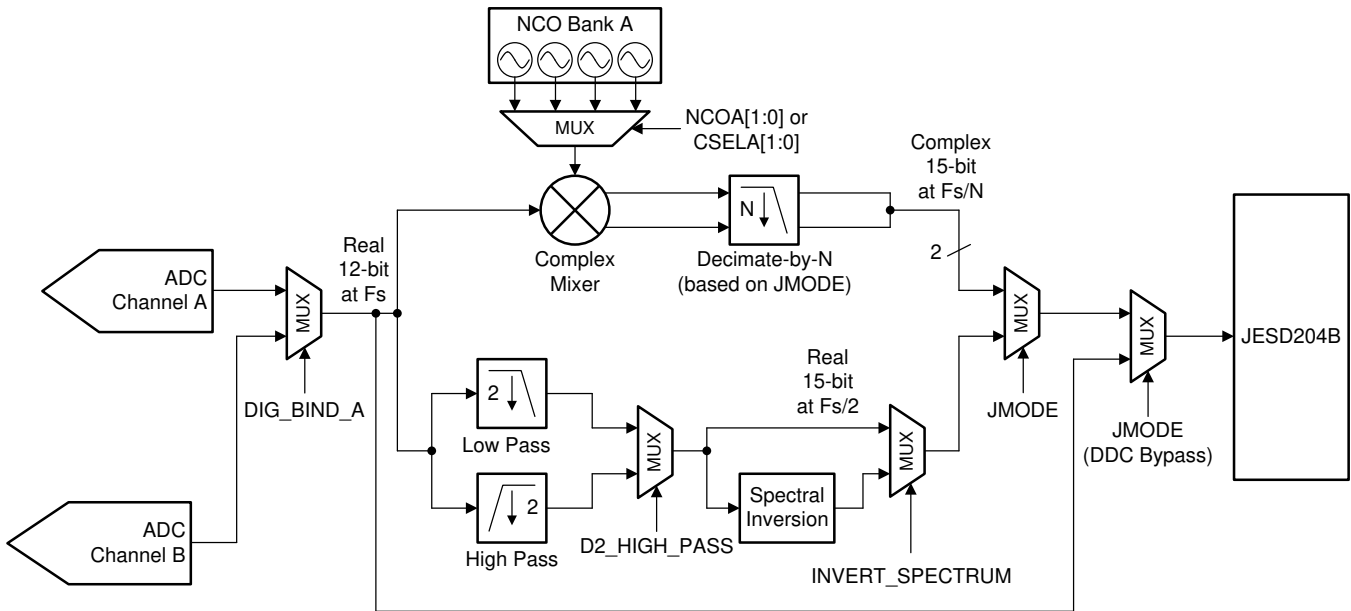 NCO Bank A
MUX
NCOA[1:0] or
CSELA[1:0]
Complex
15-bit
at Fs/N
N
2
Complex
Mixer
Decimate-by-N
(based on JMODE)
Real
12-bit
at Fs
ADC
Channel A
MUX
DIG_BIND_A
MUX
JMODE
MUX
JMODE
(DDC Bypass)
JESD204B
2
Low Pass
2
High Pass
MUX
D2_HIGH_PASS
Real
15-bit
at Fs/2
Spectral
Inversion
MUX
INVERT_SPECTRUM
ADC
Channel B